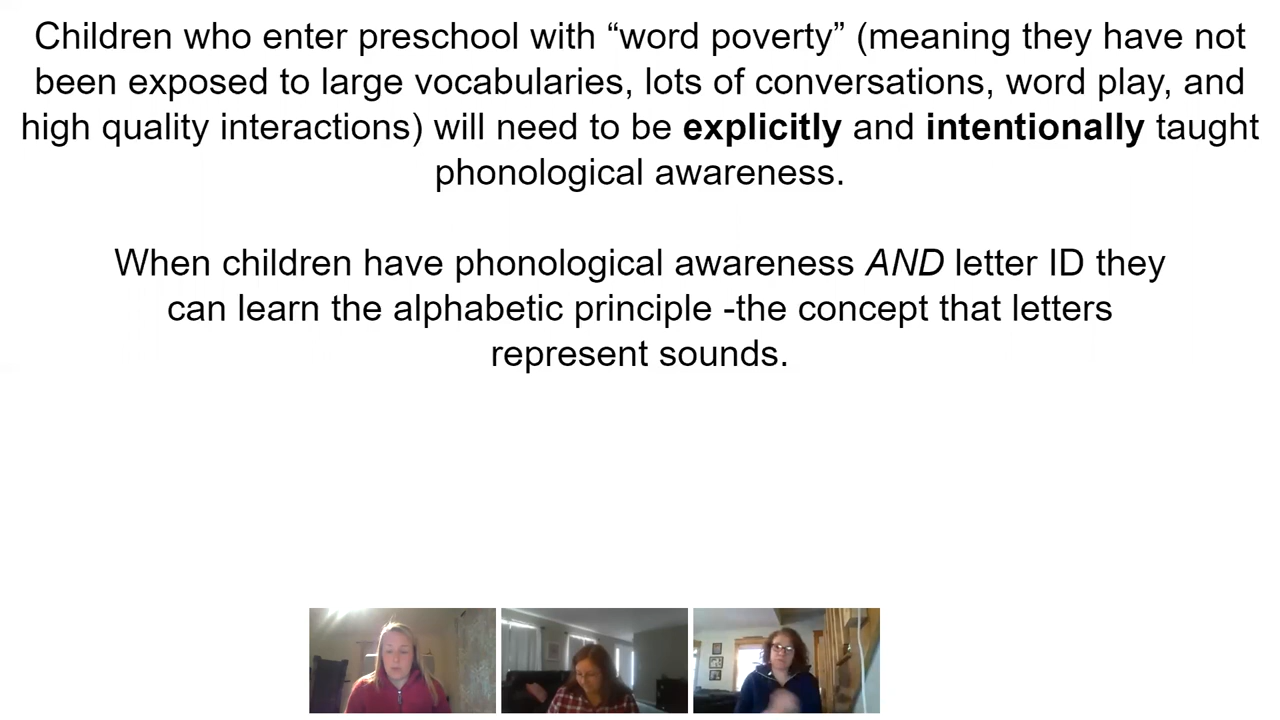 Children who enter preschool with “word poverty” (meaning they have not
been exposed to large vocabularies, lots of conversations, word play, and
high quality interactions) will need to be explicitly and intentionally taught
phonological awareness.
When children have phonological awareness AND letter ID they
can learn the alphabetic principle -the concept that letters
represent sounds.